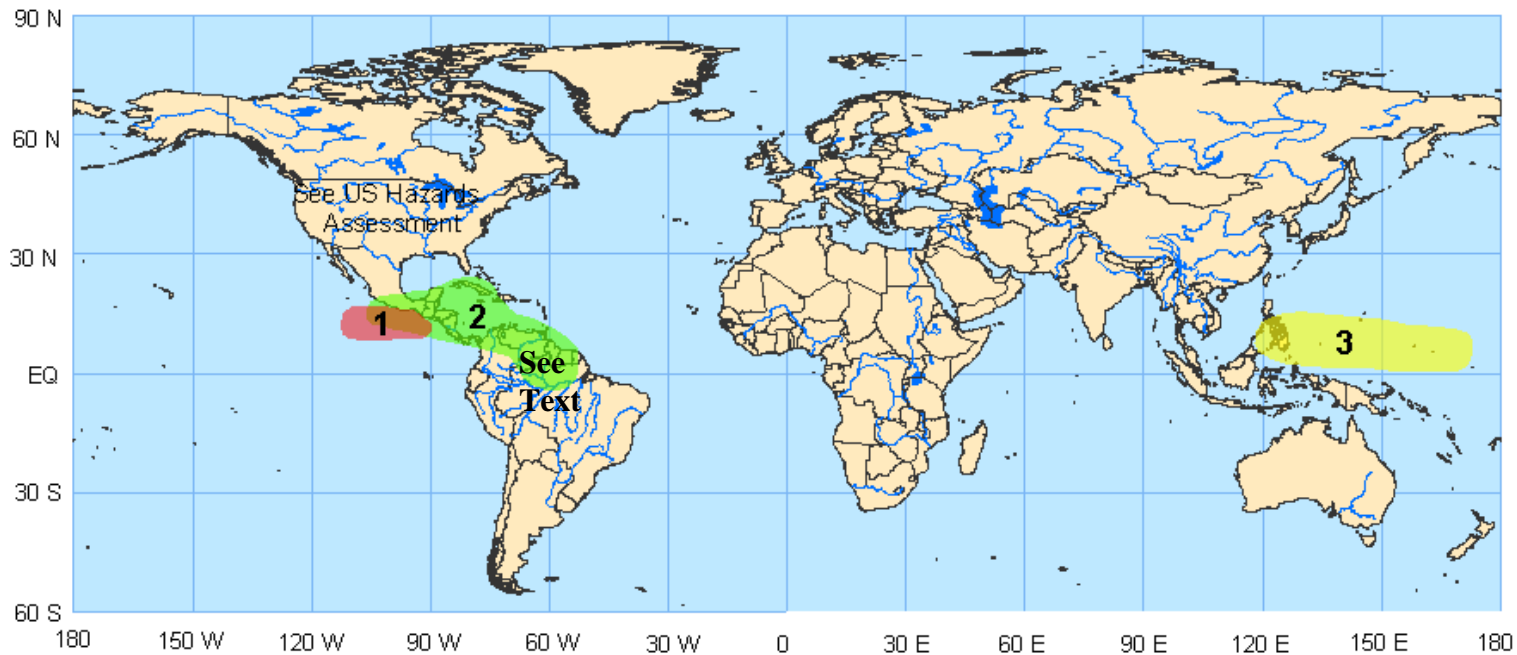 90 N
60 N
See US Hazards
Assessment
30 N
1
2
3
See
EQ
Text
30 S
60 S
180 150 W 120 W 90 W 60 W 30 W 0 30 E 60 E 90 E 120 E 150 E 180